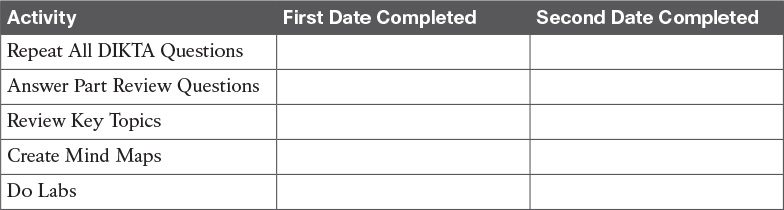 Activity First Date Completed Second Date Completed
Repeat All DIKTA Questions
Answer Part Review Questions
Review Key Topics
Create Mind Maps
Do Labs